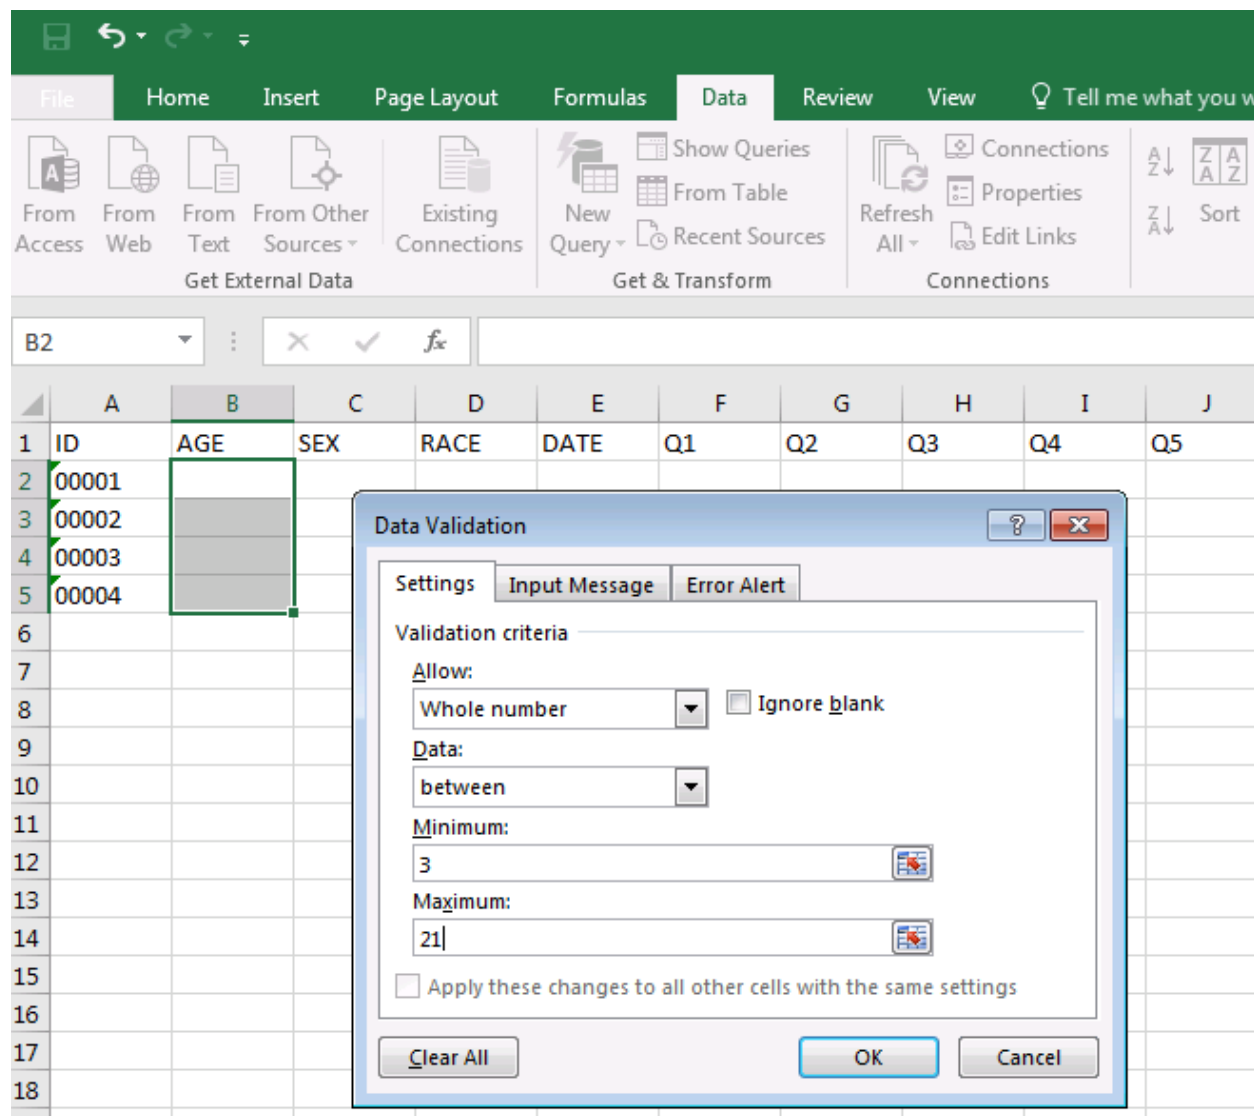 File Home Insert Page Layout Formulas Data Review View Tell me what you w
From Access
From Web
From Text
From Other Sources
Existing Connections
Get External Data
New Query
Show Queries
From Table
Recent Sources
Get & Transform
Refresh All
Connections
Properties
Edit Links
Connections
A Z
Z A
Z A A Z
Sort
B2 fx
A B C D E F G H I J
1 ID AGE SEX RACE DATE Q1 Q2 Q3 Q4 Q5
2 00001
3 00002
4 00003
5 00004
6
7
8
9
10
11
12
13
14
15
16
17
18
Data Validation ?
Settings Input Message Error Alert
Validation criteria
Allow:
Whole number Ignore blank
Data:
between
Minimum:
3
Maximum:
21
Apply these changes to all other cells with the same settings
Clear All OK Cancel